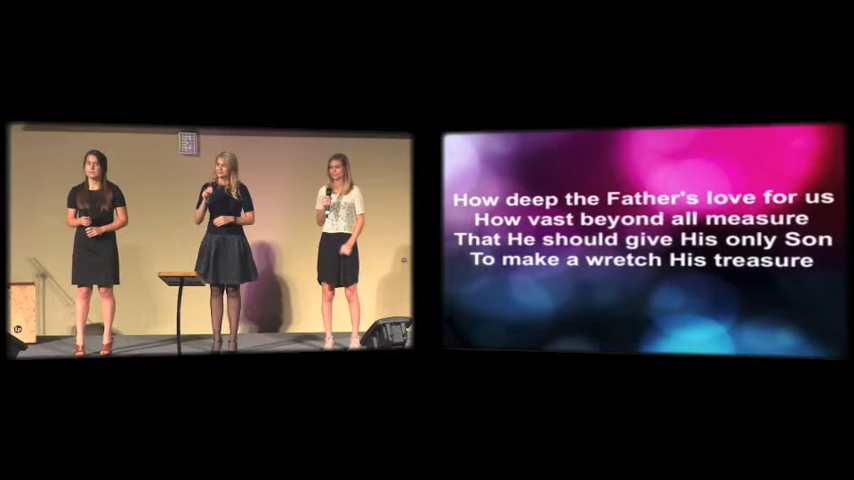 How deep the Father's love for us
How vast beyond all measure
That He should give His only Son
To make a wretch His treasure